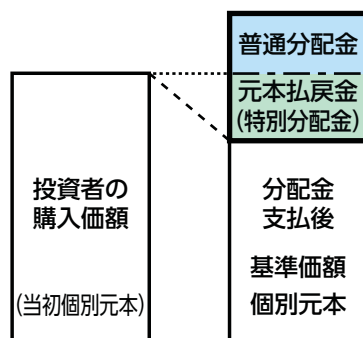 普通分配金
元本払戻金
(特別分配金)
投資者の
購入価額
(当初個別元本)
分配金
支払後
基準価額
個別元本